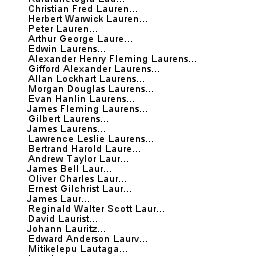 Christian Fred Lauren...
Herbert Warwick Lauren...
Peter Lauren...
Arthur George Laure...
Edwin Laurens...
Alexander Henry Fleming Laurens...
Gifford Alexander Laurens...
Allan Lockhart Laurens...
Morgan Douglas Laurens...
Evan Hanlin Laurens...
James Fleming Laurens...
Gilbert Laurens...
James Laurens...
Lawrence Leslie Laurens...
Bertrand Harold Laure...
Andrew Taylor Laur...
James Bell Laur...
Oliver Charles Laur...
Ernest Gilchrist Laur...
James Laur...
Reginald Walter Scott Laur...
David Laurist...
Johann Lauritz...
Edward Anderson Laurv...
Mitikelepu Lautaga...